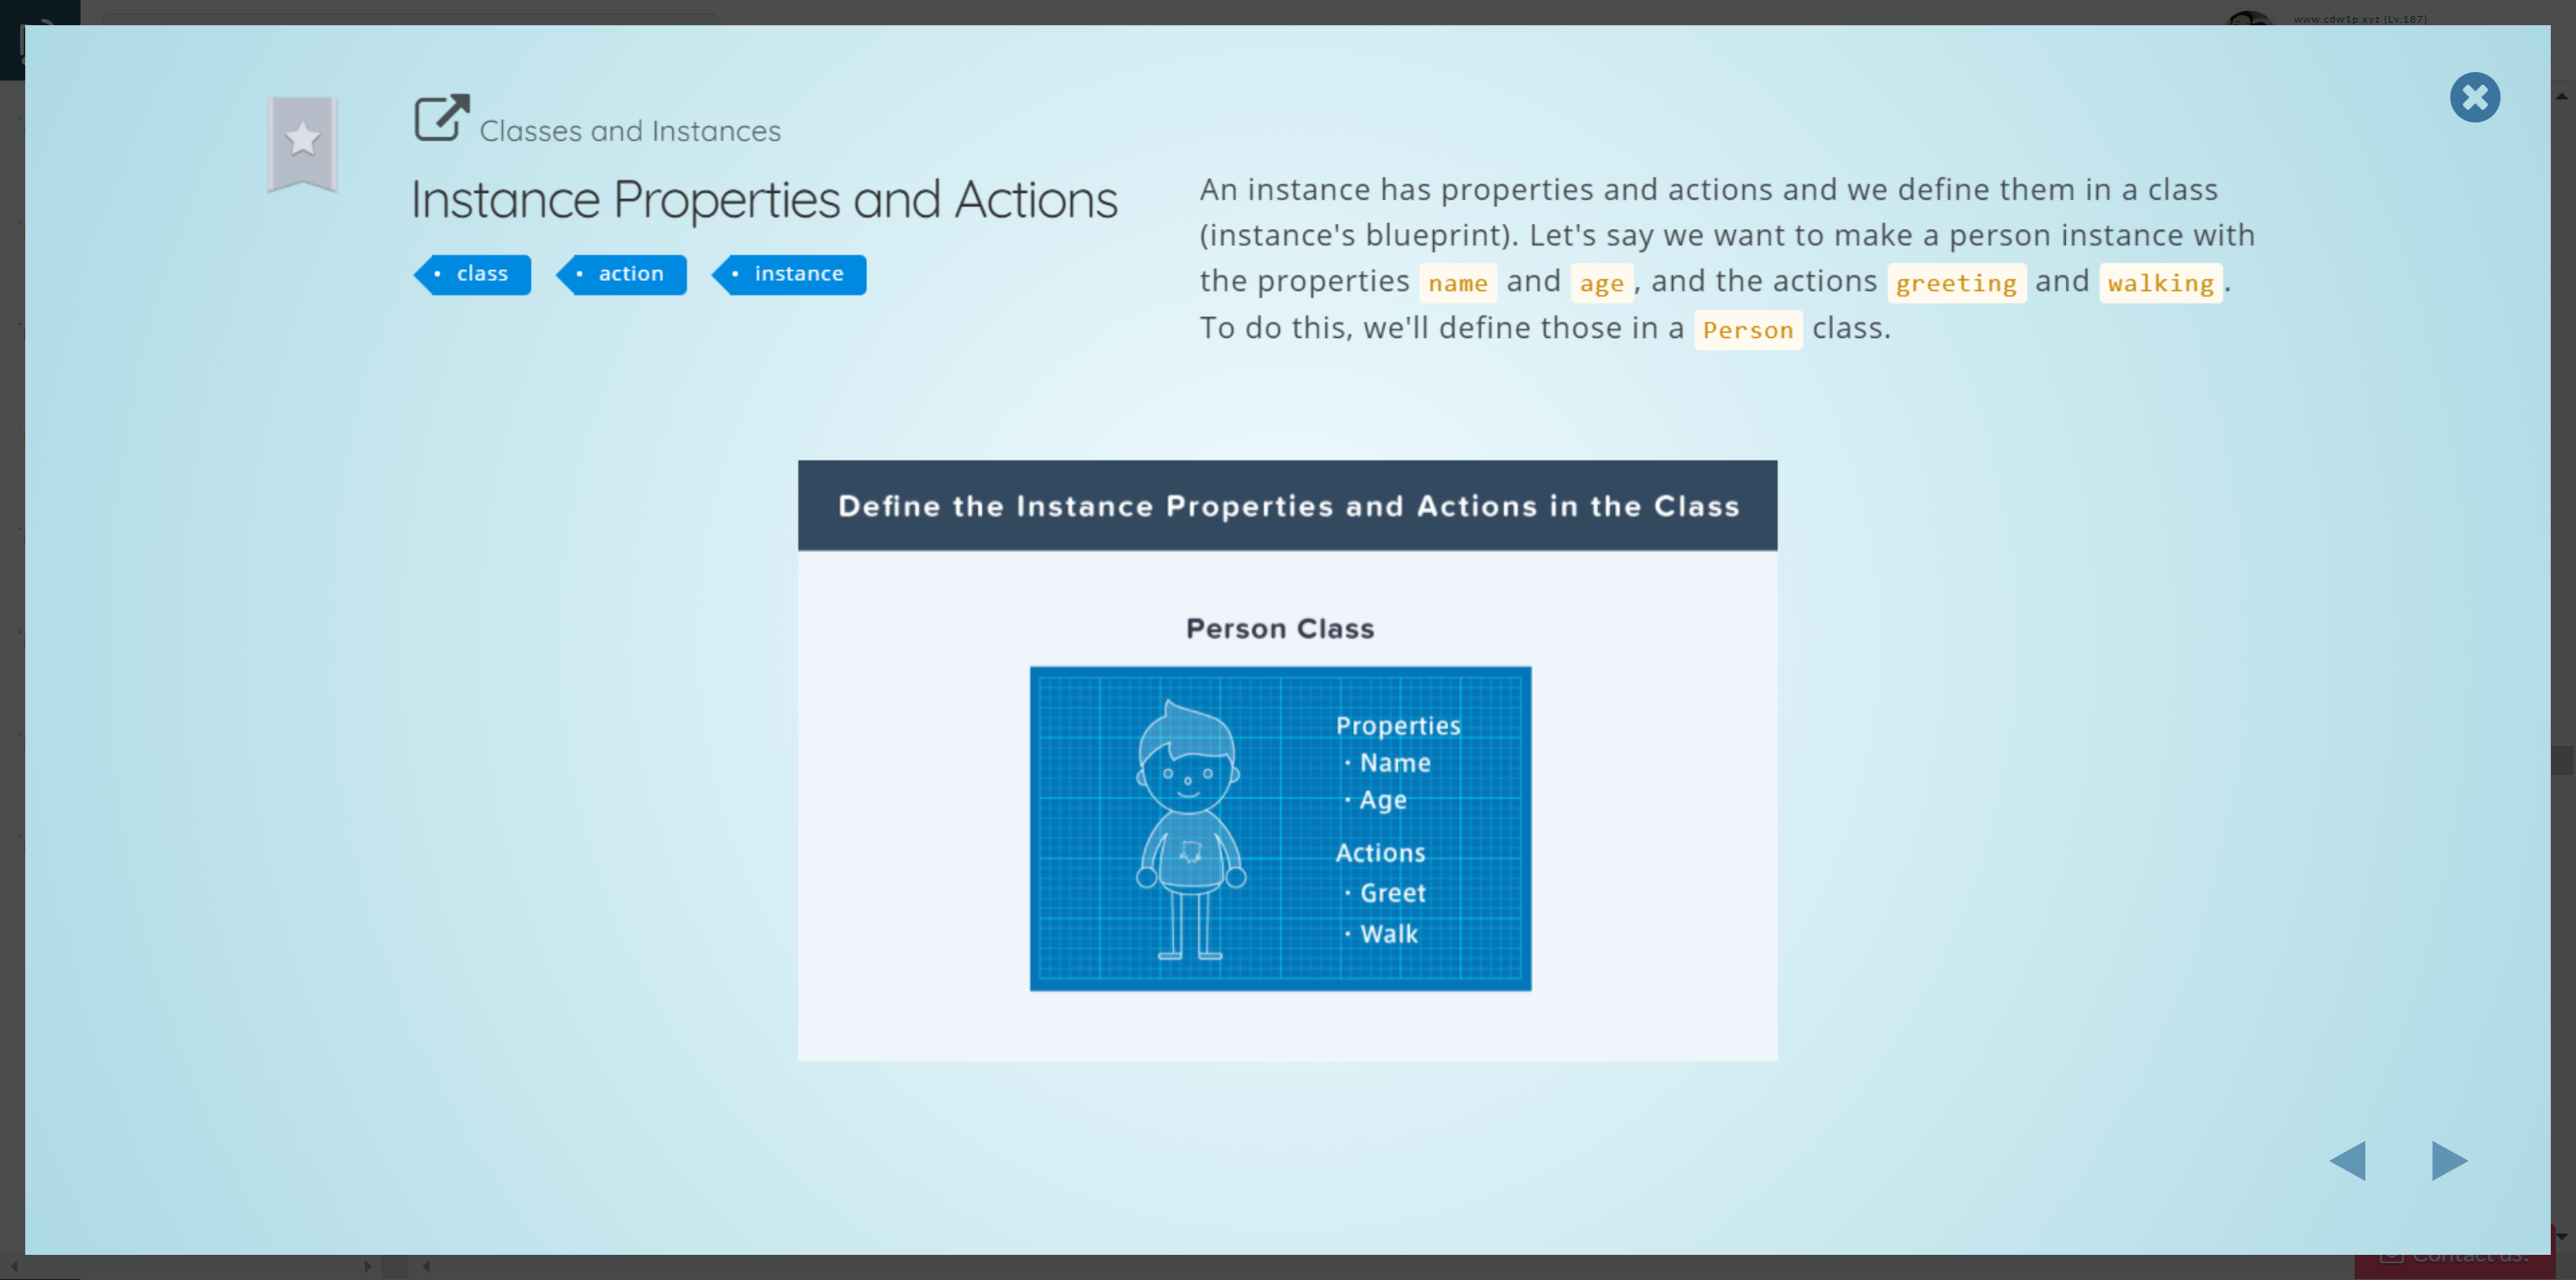 www.cdw1p.xyz (Lv.187)
Classes and Instances
Instance Properties and Actions
• class • action • instance
An instance has properties and actions and we define them in a class
(instance's blueprint). Let's say we want to make a person instance with
the properties name and age, and the actions greeting and walking.
To do this, we'll define those in a Person class.
Define the Instance Properties and Actions in the Class
Person Class
Properties
· Name
· Age
Actions
· Greet
· Walk
Contact us!